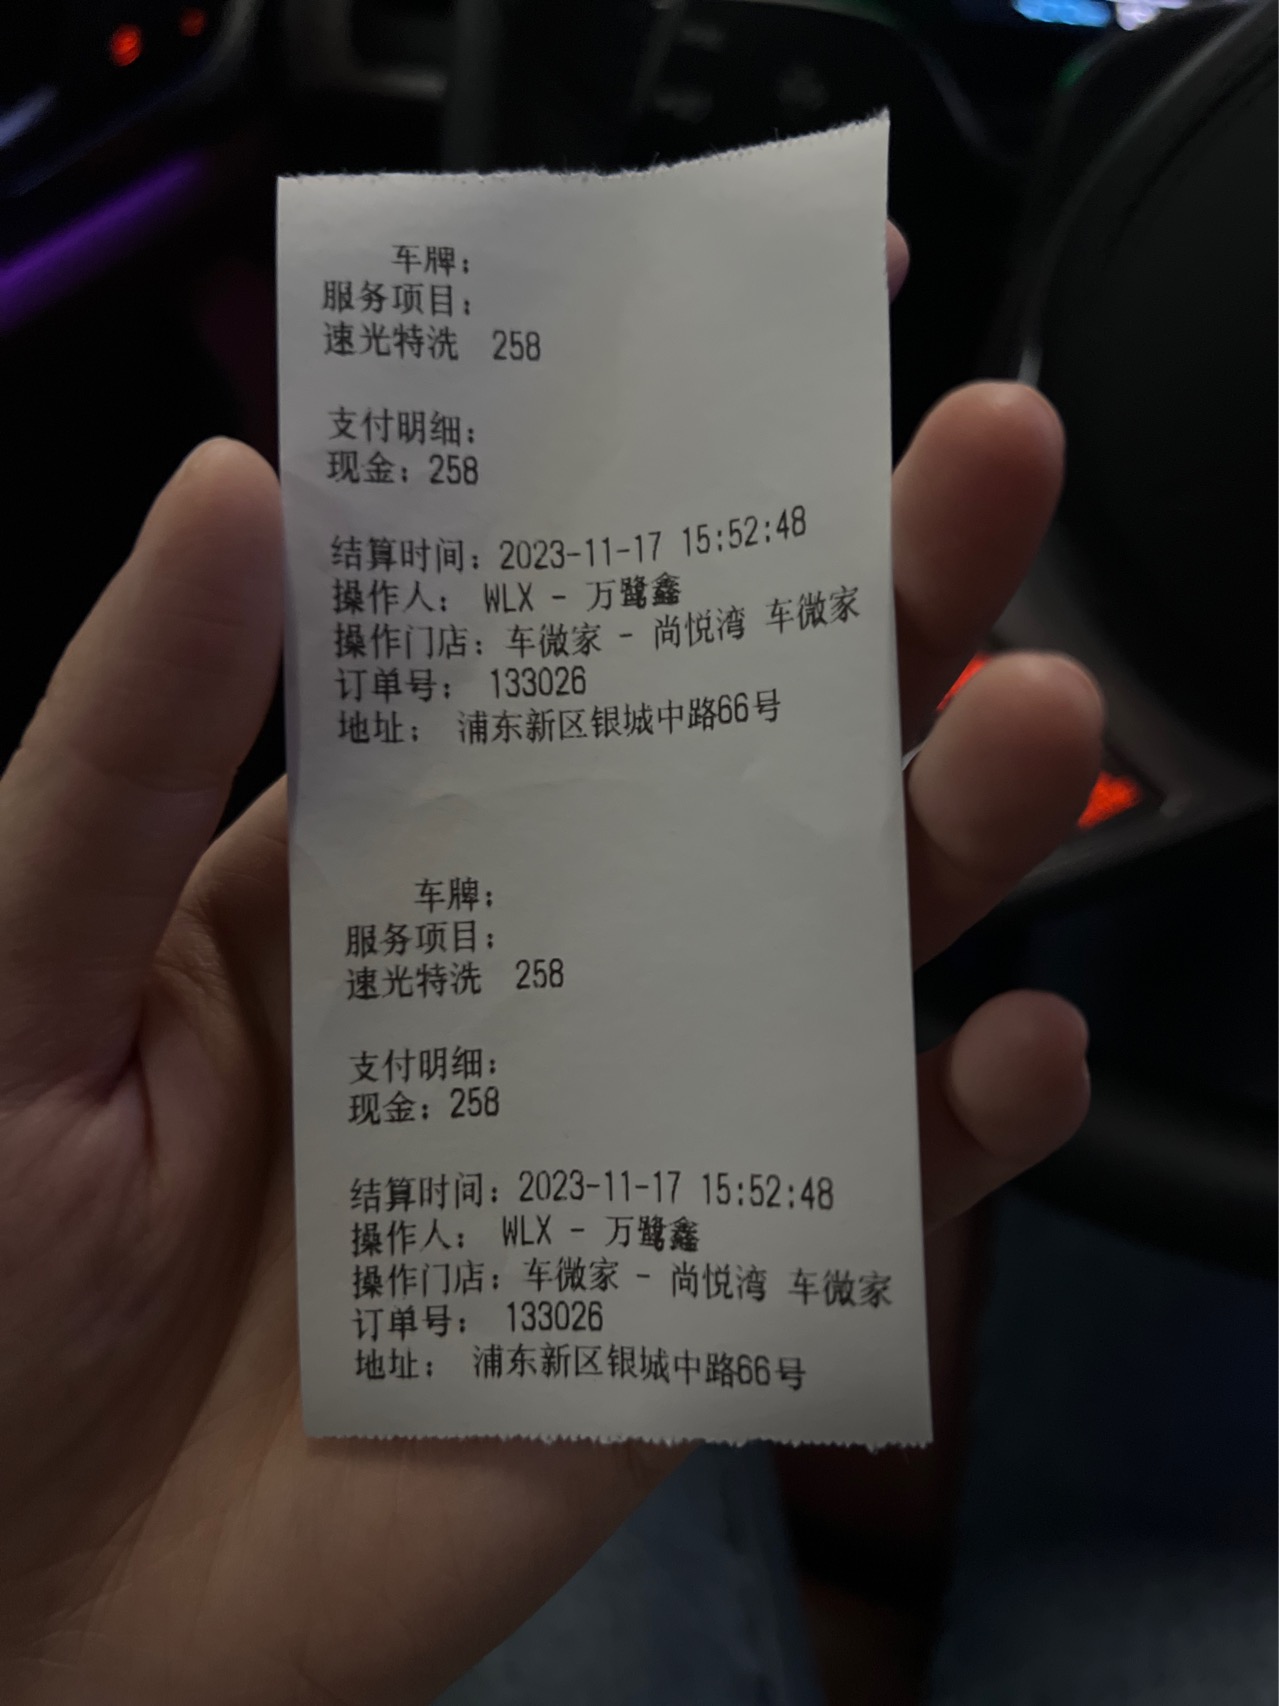 车牌：
服务项目：
速光特洗 258
支付明细：
现金：258
结算时间：2023-11-17 15:52:48
操作人： WLX - 万鹭鑫
操作门店：车微家 - 尚悦湾 车微家
订单号： 133026
地址： 浦东新区银城中路66号
车牌：
服务项目：
速光特洗 258
支付明细：
现金：258
结算时间：2023-11-17 15:52:48
操作人： WLX - 万鹭鑫
操作门店：车微家 - 尚悦湾 车微家
订单号： 133026
地址： 浦东新区银城中路66号